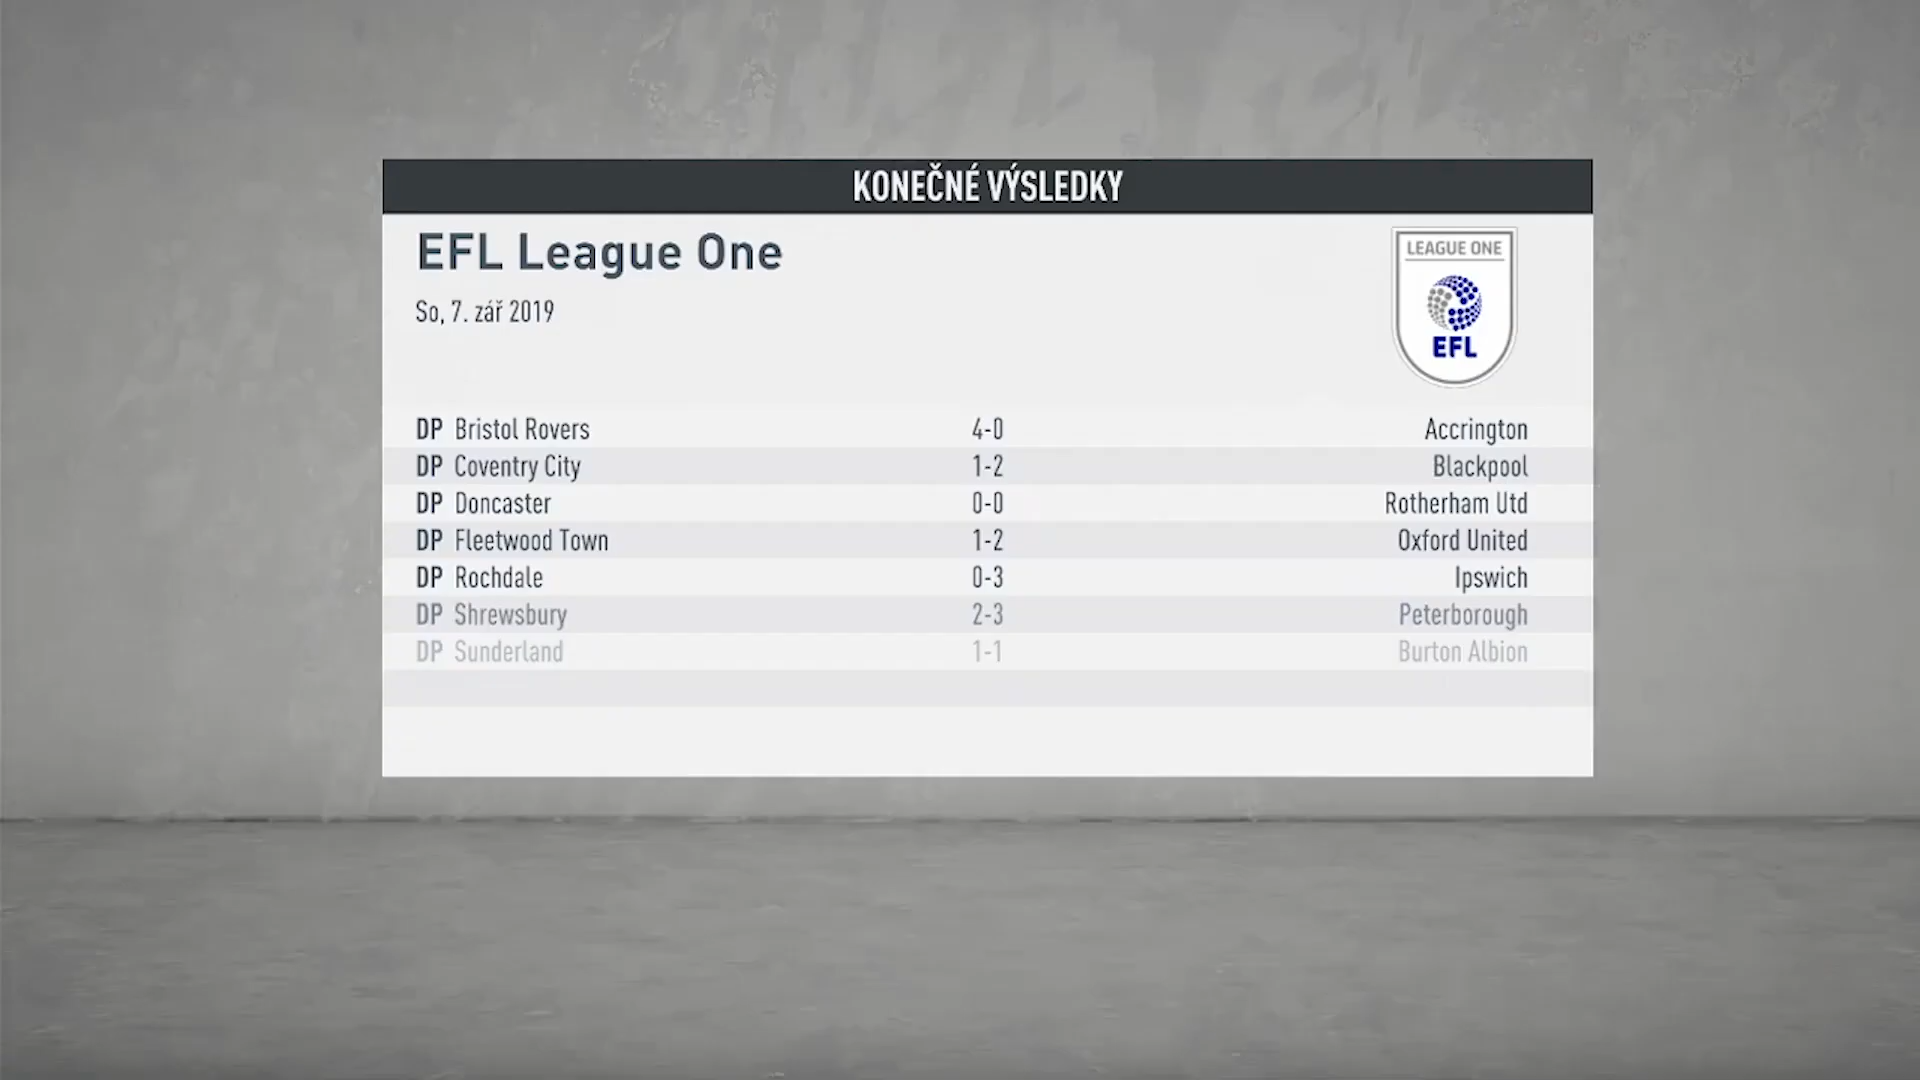 KONEČNÉ VÝSLEDKY
EFL League One
So, 7. zář 2019
LEAGUE ONE
EFL
DP Bristol Rovers 4-0 Accrington
DP Coventry City 1-2 Blackpool
DP Doncaster 0-0 Rotherham Utd
DP Fleetwood Town 1-2 Oxford United
DP Rochdale 0-3 Ipswich
DP Shrewsbury 2-3 Peterborough
DP Sunderland 1-1 Burton Albion